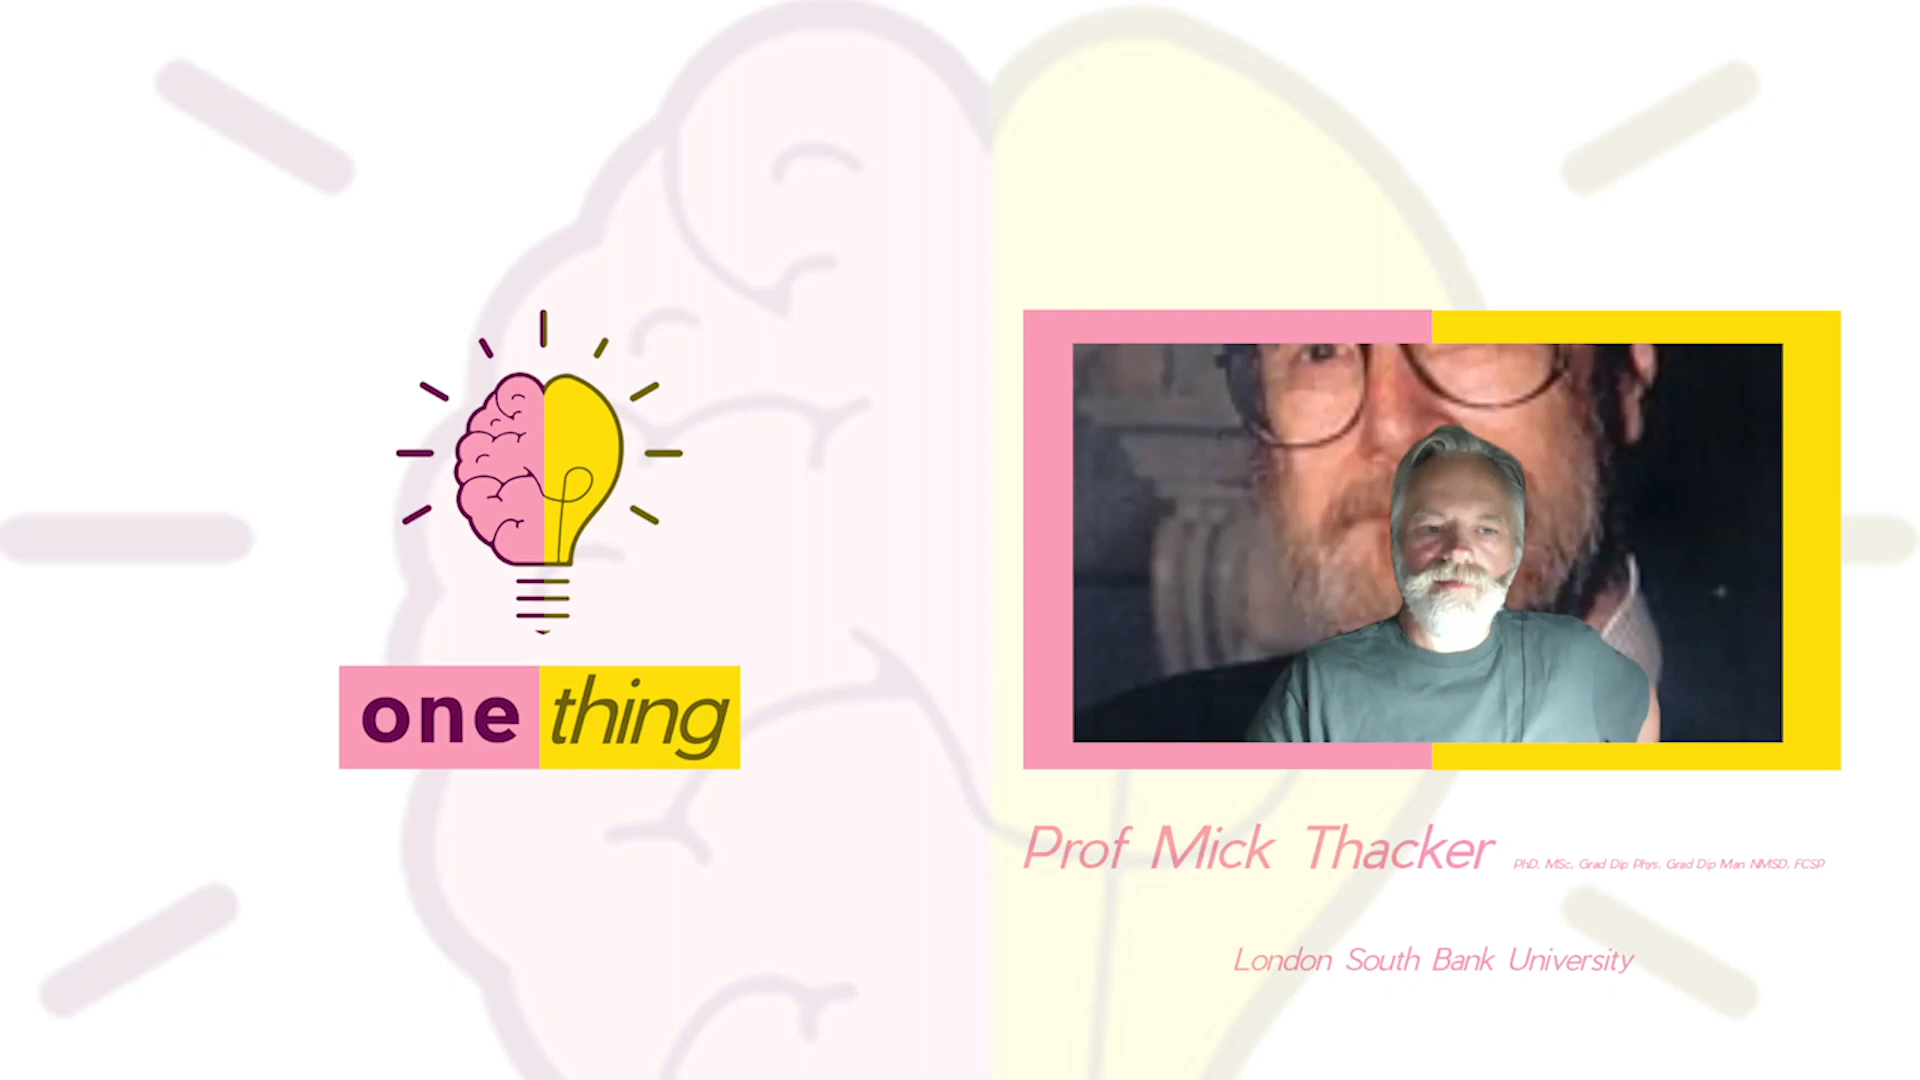 one thing
Prof Mick Thacker PhD, MSc, Grad Dip Phys, Grad Dip Man NMSD, FCSP
London South Bank University